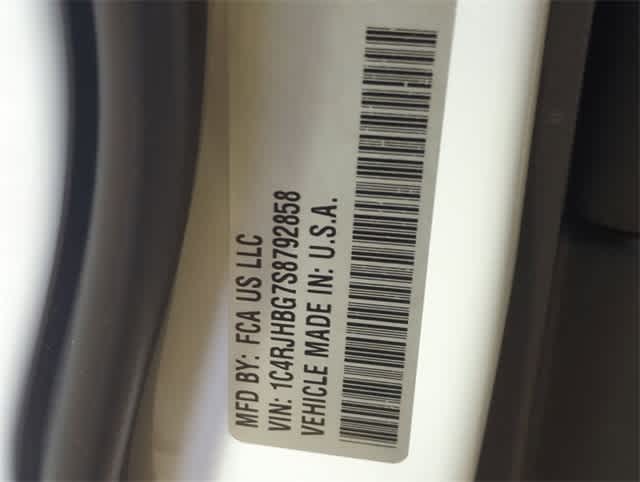 MFD BY: FCA US LLC
VIN: 1C4RJHBG7S8792858
VEHICLE MADE IN: U.S.A.